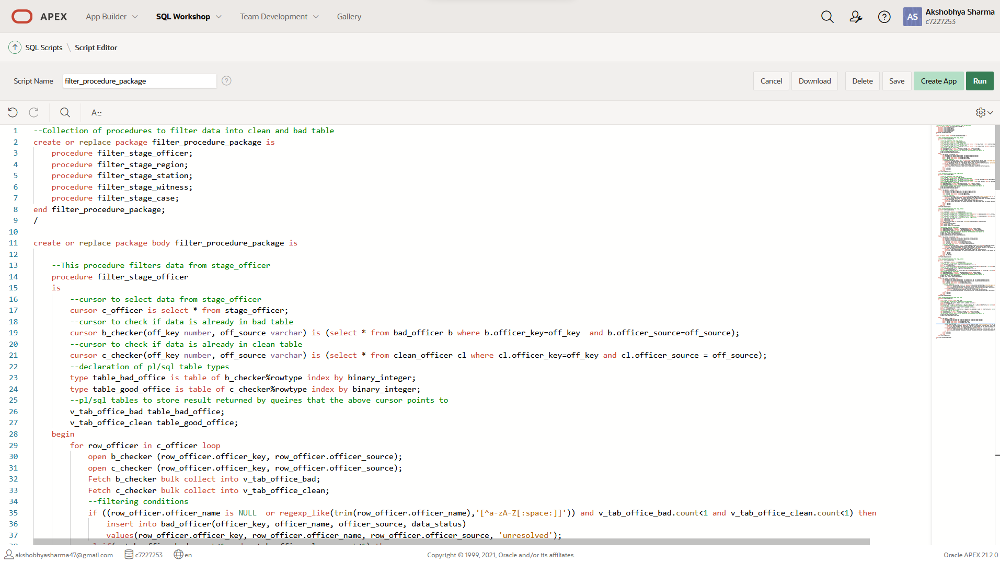 APEX App Builder SQL Workshop Team Development Gallery AS Akshobhya Sharma
c7227253
SQL Scripts \ Script Editor
Script Name filter_procedure_package Cancel Download Delete Save Create App Run
1 --Collection of procedures to filter data into clean and bad table
2 create or replace package filter_procedure_package is
3 procedure filter_stage_officer;
4 procedure filter_stage_region;
5 procedure filter_stage_station;
6 procedure filter_stage_witness;
7 procedure filter_stage_case;
8 end filter_procedure_package;
9 /
10
11 create or replace package body filter_procedure_package is
12
13 --This procedure filters data from stage_officer
14 procedure filter_stage_officer
15 is
16 --cursor to select data from stage_officer
17 cursor c_officer is select * from stage_officer;
18 --cursor to check if data is already in bad table
19 cursor b_checker(off_key number, off_source varchar) is (select * from bad_officer b where b.officer_key=off_key  and b.officer_source=off_source);
20 --cursor to check if data is already in clean table
21 cursor c_checker(off_key number, off_source varchar) is (select * from clean_officer cl where cl.officer_key=off_key and cl.officer_source = off_source);
22 --declaration of pl/sql table types
23 type table_bad_office is table of b_checker%rowtype index by binary_integer;
24 type table_good_office is table of c_checker%rowtype index by binary_integer;
25 --pl/sql tables to store result returned by queires that the above cursor points to
26 v_tab_office_bad table_bad_office;
27 v_tab_office_clean table_good_office;
28 begin
29 for row_officer in c_officer loop
30 open b_checker (row_officer.officer_key, row_officer.officer_source);
31 open c_checker (row_officer.officer_key, row_officer.officer_source);
32 Fetch b_checker bulk collect into v_tab_office_bad;
33 Fetch c_checker bulk collect into v_tab_office_clean;
34 --filtering conditions
35 if ((row_officer.officer_name is NULL  or regexp_like(trim(row_officer.officer_name),'[^a-zA-Z[:space:]]')) and v_tab_office_bad.count<1 and v_tab_office_clean.count<1) then
36 insert into bad_officer(officer_key, officer_name, officer_source, data_status)
37 values(row_officer.officer_key, row_officer.officer_name, row_officer.officer_source, 'unresolved');
akshobhyasharma47@gmail.com c7227253 en Copyright © 1999, 2021, Oracle and/or its affiliates. Oracle APEX 21.2.0